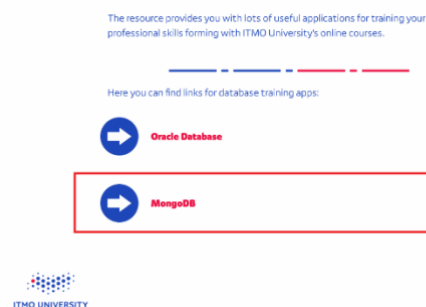 The resource provides you with lots of useful applications for training your
professional skills forming with ITMO University's online courses.
Here you can find links for database training apps:
Oracle Database
MongoDB
ITMO UNIVERSITY